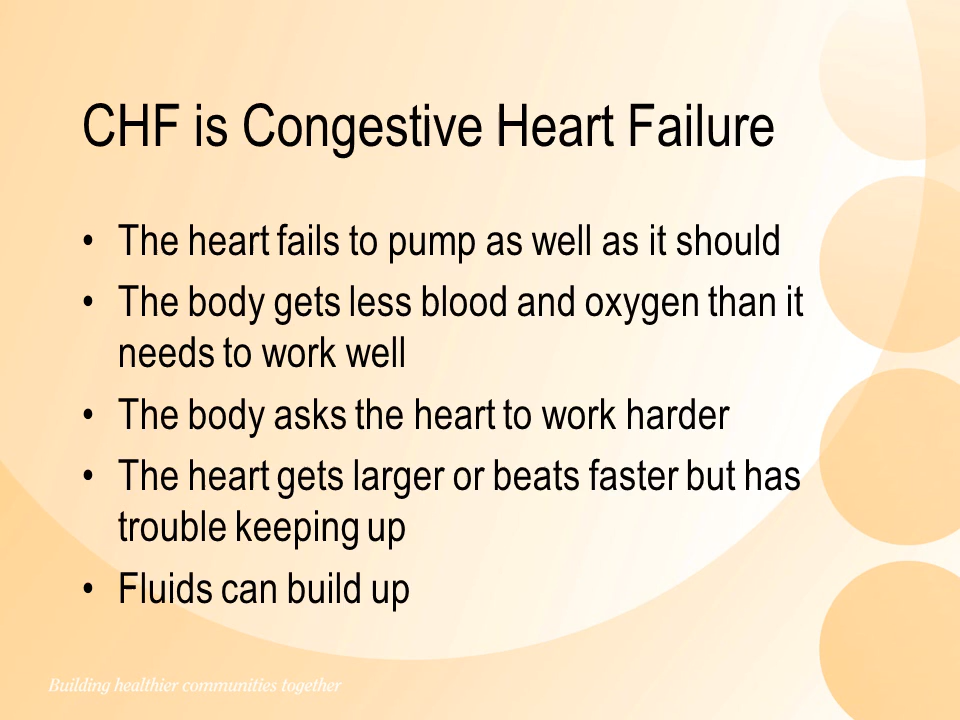 CHF is Congestive Heart Failure
• The heart fails to pump as well as it should
• The body gets less blood and oxygen than it
needs to work well
• The body asks the heart to work harder
• The heart gets larger or beats faster but has
trouble keeping up
• Fluids can build up
Building healthier communities together